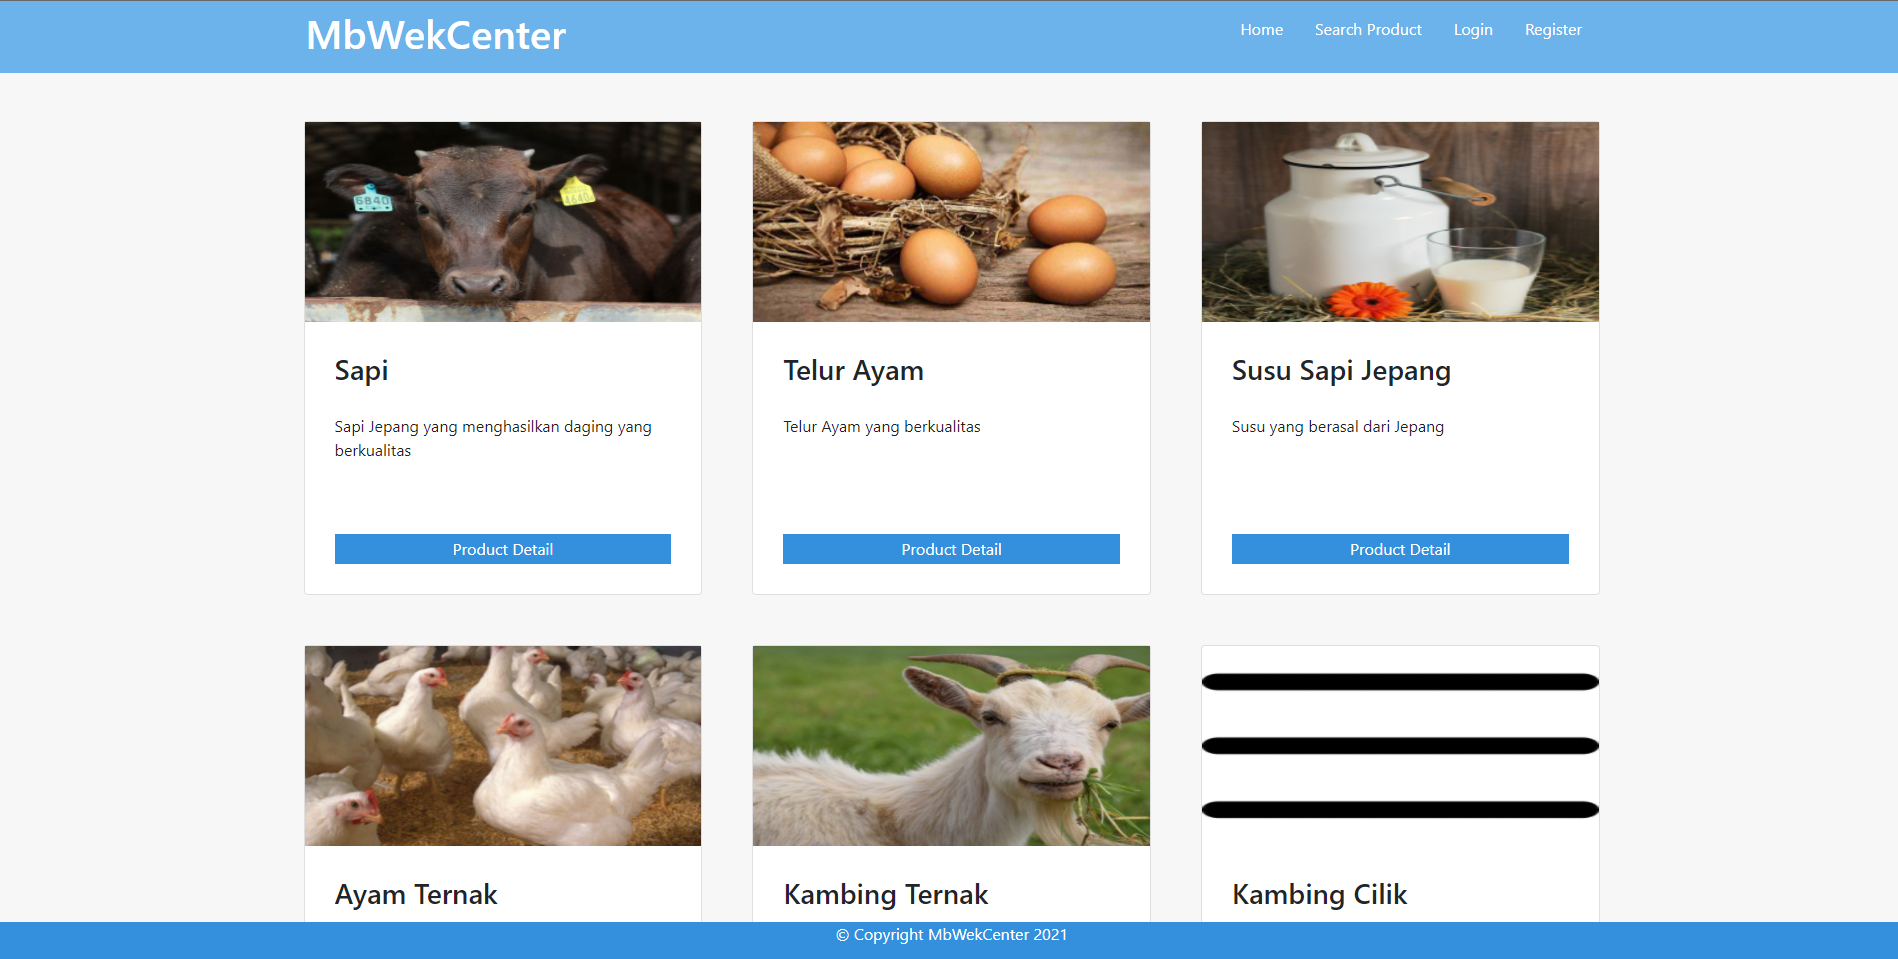 MbWekCenter
Home Search Product Login Register
6840
4640
Sapi
Telur Ayam
Susu Sapi Jepang
Sapi Jepang yang menghasilkan daging yang
berkualitas
Telur Ayam yang berkualitas
Susu yang berasal dari Jepang
Product Detail
Product Detail
Product Detail
Ayam Ternak
Kambing Ternak
Kambing Cilik
© Copyright MbWekCenter 2021